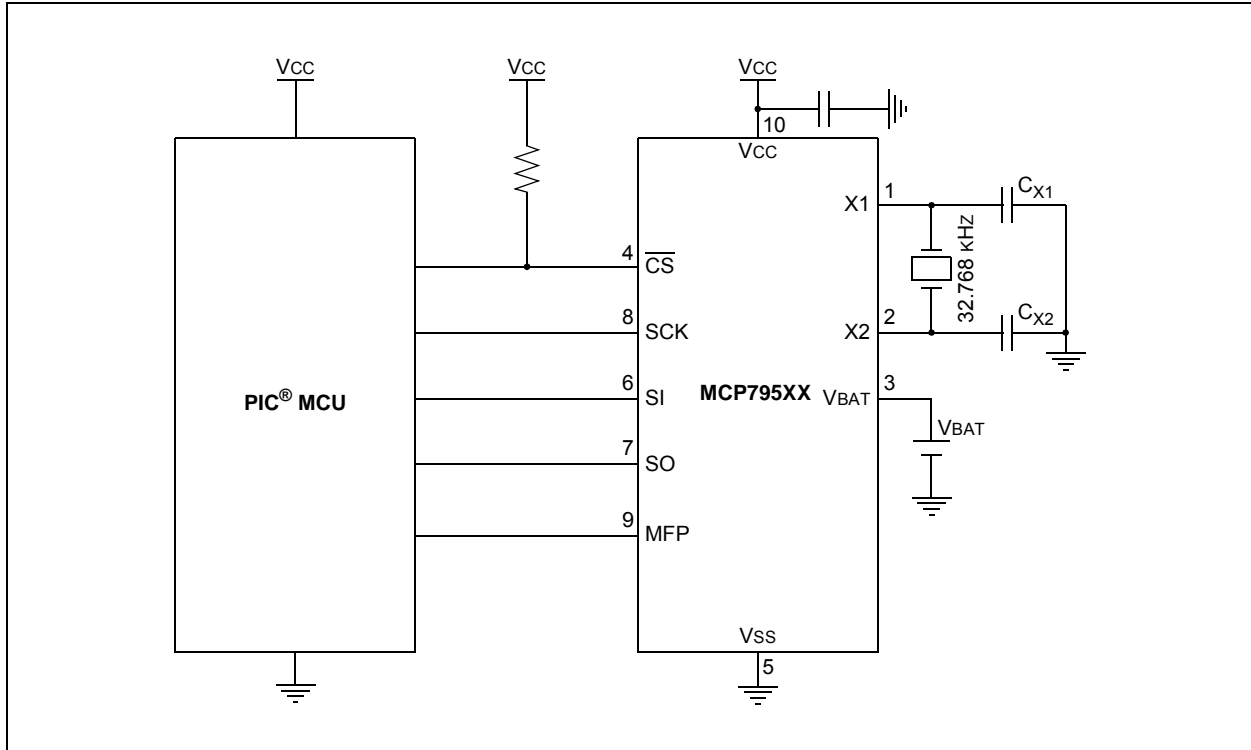 VCC
VCC
VCC
10
VCC
1
X1
CX1
32.768 KHZ
4
CS
8
SCK
2
X2
CX2
PIC® MCU
6
SI
MCP795XX
3
VBAT
VBAT
7
SO
9
MFP
VSS
5